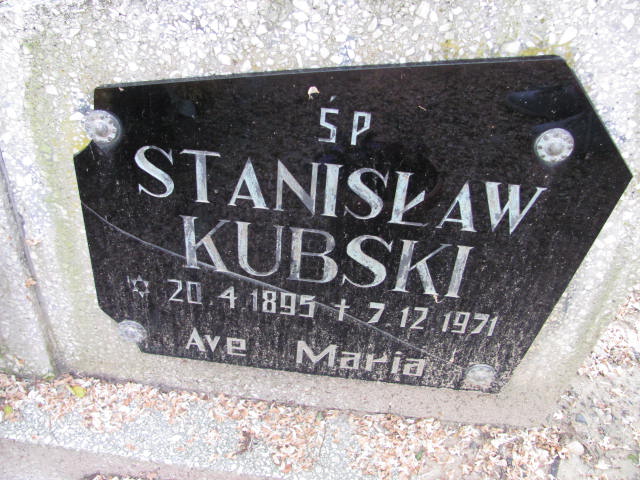 ŚP
STANISŁAW
KUBSKI
✡ 20.4.1895 ✝ 7.12.1971
Ave Maria